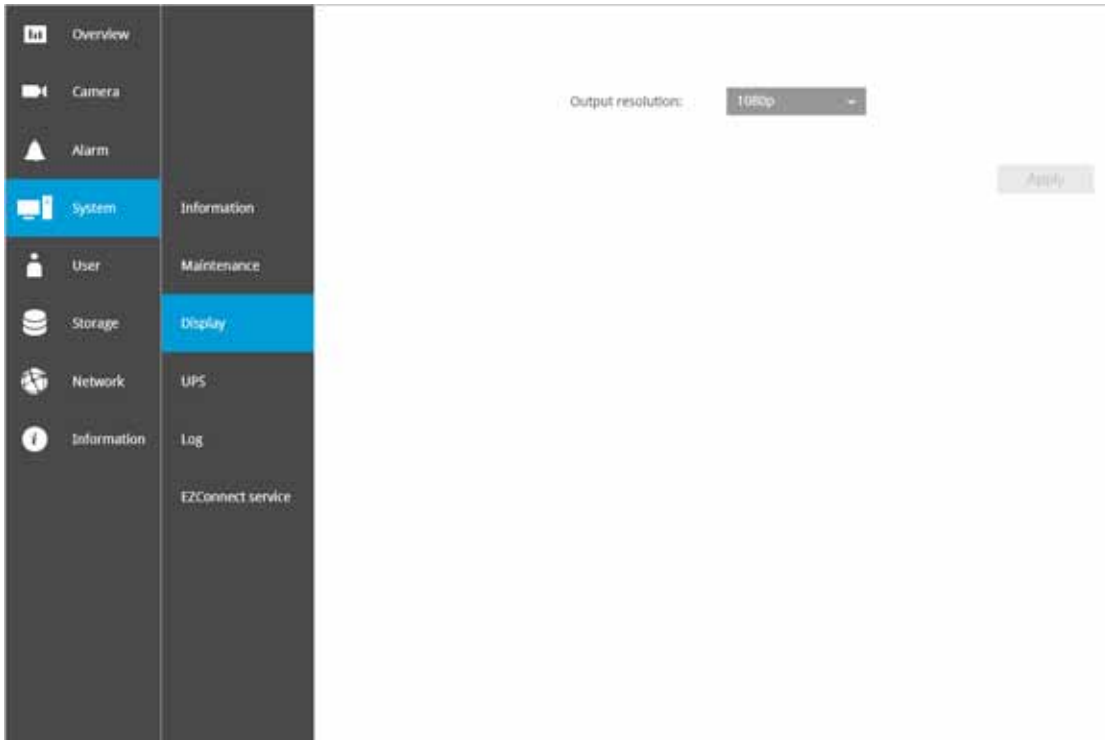 Overview
Camera
Alarm
System
User
Storage
Network
Information
Information
Maintenance
Display
UPS
Log
EZConnect service
Output resolution: 1080p
Apply